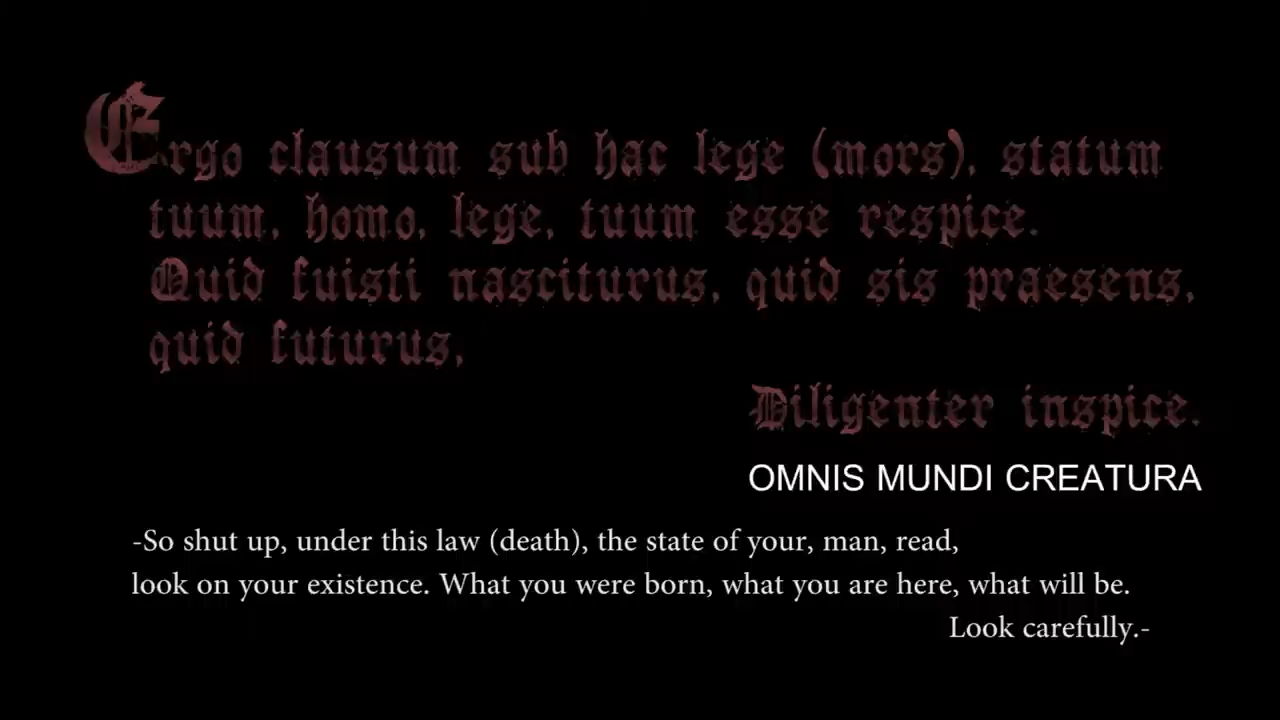 Ergo clausum sub hac lege (mors), statum
tuum, homo, lege, tuum esse respice.
Quid fuisti nasciturus, quid sis praesens,
quid futurus,
Diligenter inspice.
OMNIS MUNDI CREATURA
-So shut up, under this law (death), the state of your, man, read,
look on your existence. What you were born, what you are here, what will be.
Look carefully.-